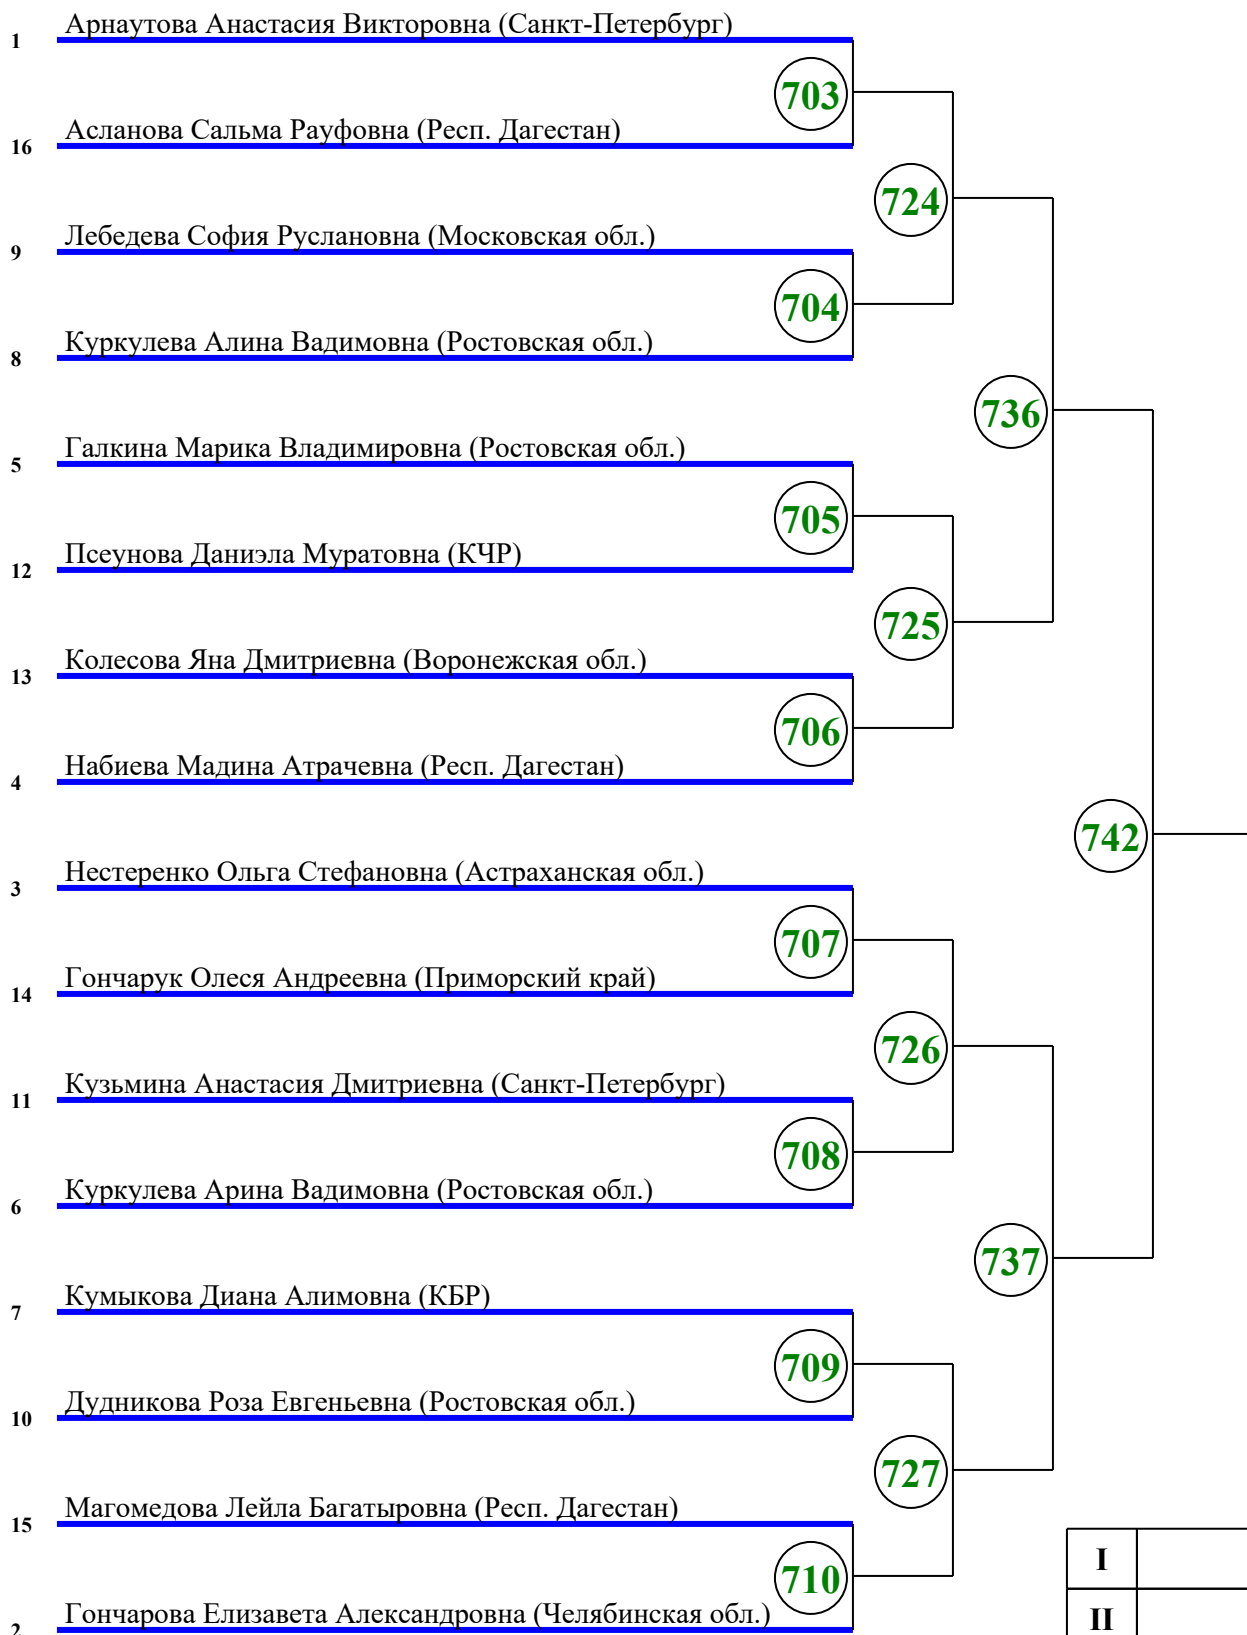 Арнаутова Анастасия Викторовна (Санкт-Петербург)
1
703
Асланова Сальма Рауфовна (Респ. Дагестан)
16
724
Лебедева София Руслановна (Московская обл.)
9
704
Куркулева Алина Вадимовна (Ростовская обл.)
8
736
Галкина Марика Владимировна (Ростовская обл.)
5
705
Псеунова Даниэла Муратовна (КЧР)
12
725
Колесова Яна Дмитриевна (Воронежская обл.)
13
706
Набиева Мадина Атрачевна (Респ. Дагестан)
4
742
Нестеренко Ольга Стефановна (Астраханская обл.)
3
707
Гончарук Олеся Андреевна (Приморский край)
14
726
Кузьмина Анастасия Дмитриевна (Санкт-Петербург)
11
708
Куркулева Арина Вадимовна (Ростовская обл.)
6
737
Кумыкова Диана Алимовна (КБР)
7
709
Дудникова Роза Евгеньевна (Ростовская обл.)
10
727
Магомедова Лейла Багатыровна (Респ. Дагестан)
15
I
710
Гончарова Елизавета Александровна (Челябинская обл.)
2
II